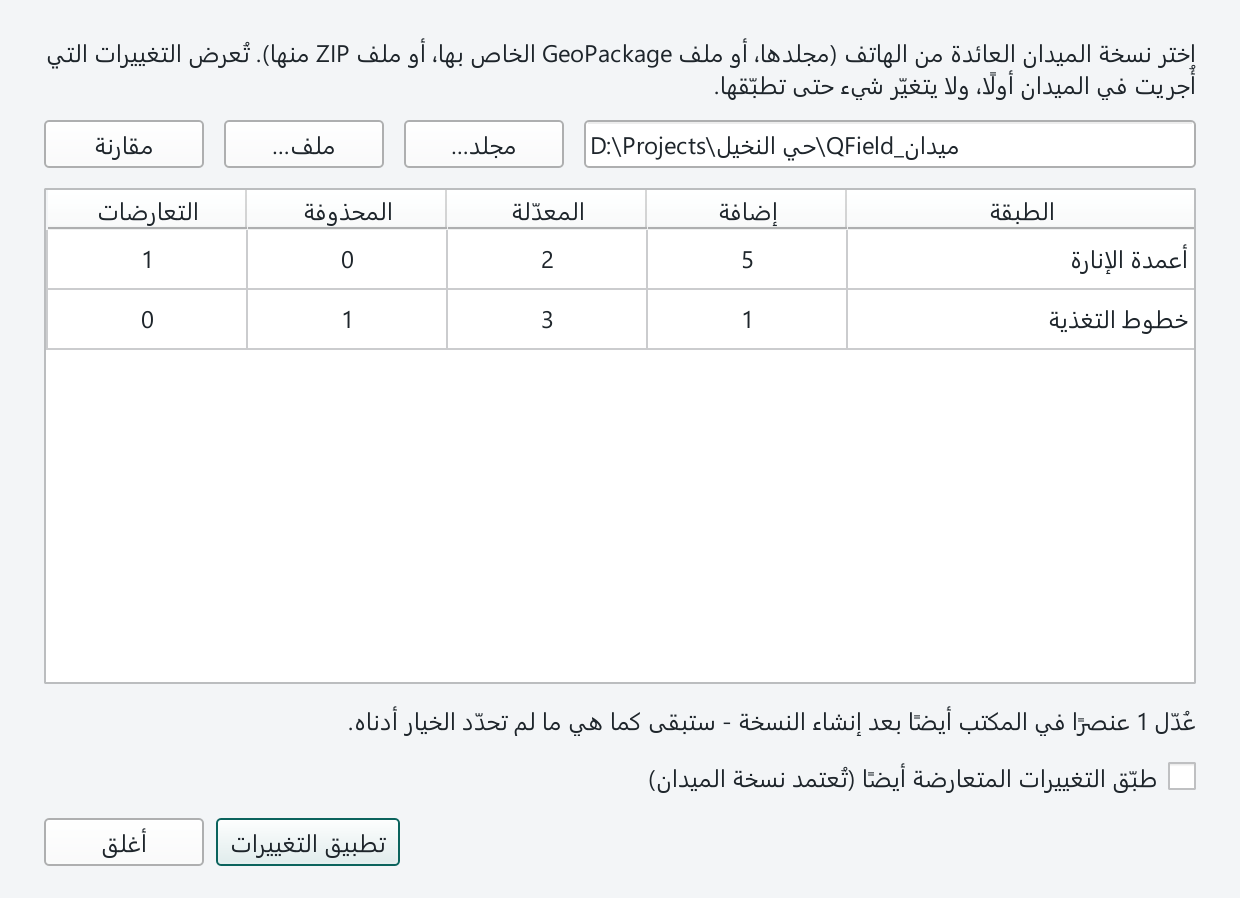 اختر نسخة الميدان العائدة من الهاتف (مجلدها، أو ملف GeoPackage الخاص بها، أو ملف ZIP منها). تُعرض التغييرات التي
أُجريت في الميدان أولًا، ولا يتغيّر شيء حتى تطبّقها.
D:\Projects\حي النخيل\QField_ميدان
مجلد...
ملف...
مقارنة
الطبقة إضافة المعدّلة المحذوفة التعارضات
أعمدة الإنارة 5 2 0 1
خطوط التغذية 1 3 1 0
عُدّل 1 عنصرًا في المكتب أيضًا بعد إنشاء النسخة - ستبقى كما هي ما لم تحدّد الخيار أدناه.
طبّق التغييرات المتعارضة أيضًا (تُعتمد نسخة الميدان)
تطبيق التغييرات
أغلق